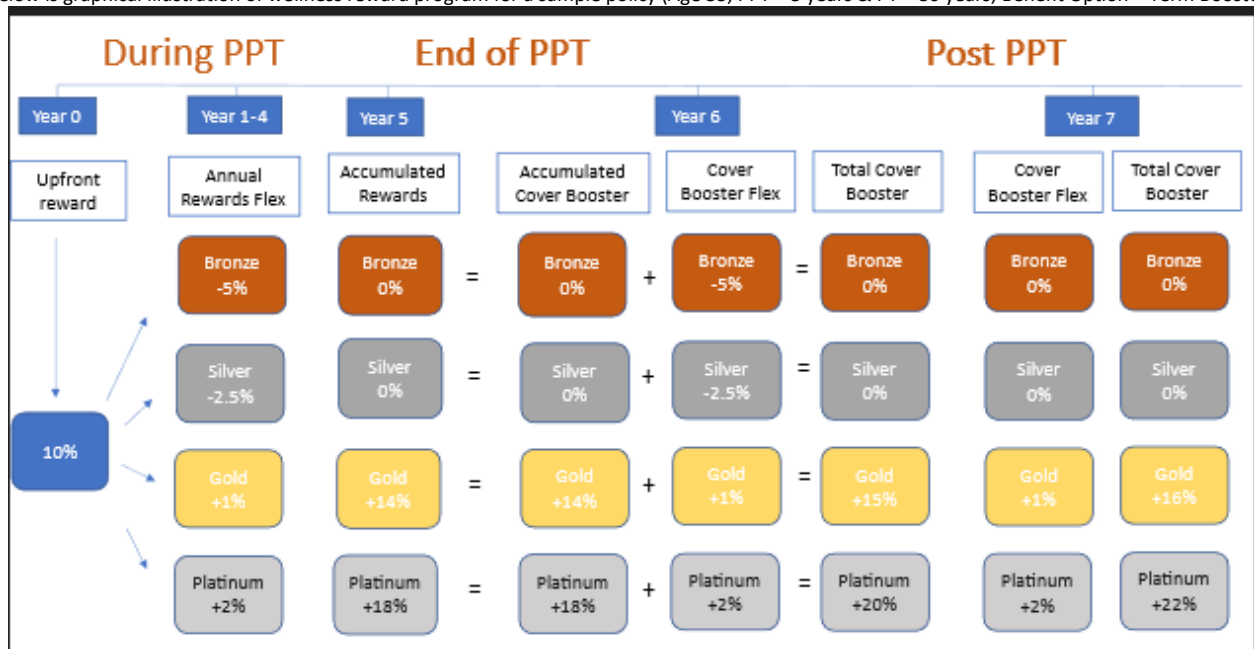 During PPT
End of PPT
Post PPT
Year 0
Year 1-4
Year 5
Year 6
Year 7
Upfront
reward
Annual
Rewards Flex
Accumulated
Rewards
Accumulated
Cover Booster
Cover
Booster Flex
Total Cover
Booster
Cover
Booster Flex
Total Cover
Booster
Bronze
-5%
Bronze
0%
=
Bronze
0%
+
Bronze
-5%
=
Bronze
0%
Bronze
0%
Bronze
0%
Silver
-2.5%
Silver
0%
=
Silver
0%
+
Silver
-2.5%
=
Silver
0%
Silver
0%
Silver
0%
10%
Gold
+1%
Gold
+14%
=
Gold
+14%
+
Gold
+1%
=
Gold
+15%
Gold
+1%
Gold
+16%
Platinum
+2%
Platinum
+18%
=
Platinum
+18%
+
Platinum
+2%
=
Platinum
+20%
Platinum
+2%
Platinum
+22%